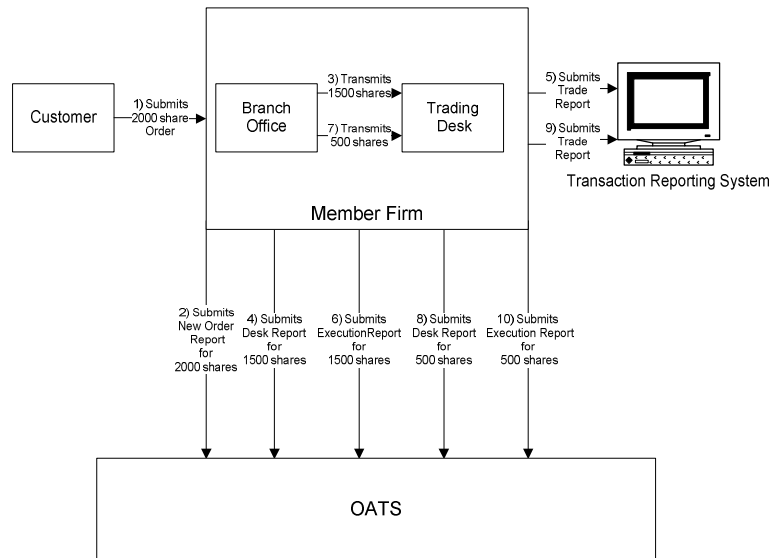 Customer
1) Submits
2000 share
Order
Branch
Office
3) Transmits
1500 shares
7) Transmits
500 shares
Trading
Desk
Member Firm
5) Submits
Trade
Report
9) Submits
Trade
Report
Transaction Reporting System
2) Submits
New Order
Report
for
2000 shares
4) Submits
Desk Report
for
1500 shares
6) Submits
ExecutionReport
for
1500 shares
8) Submits
Desk Report
for
500 shares
10) Submits
Execution Report
for
500 shares
OATS